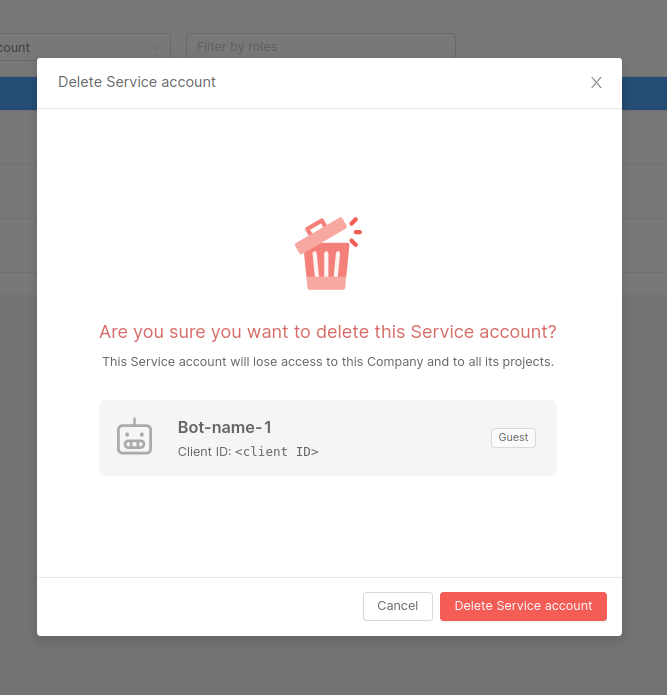 count
Filter by roles
Delete Service account
Are you sure you want to delete this Service account?
This Service account will lose access to this Company and to all its projects.
Bot-name-1
Guest
Client ID: <client ID>
Cancel
Delete Service account